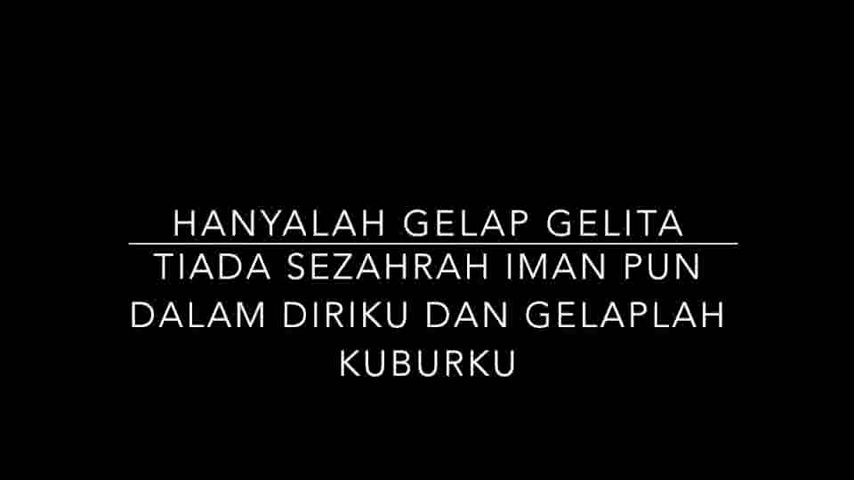 HANYALAH GELAP GELITA
TIADA SEZAHRAH IMAN PUN
DALAM DIRIKU DAN GELAPLAH
KUBURKU